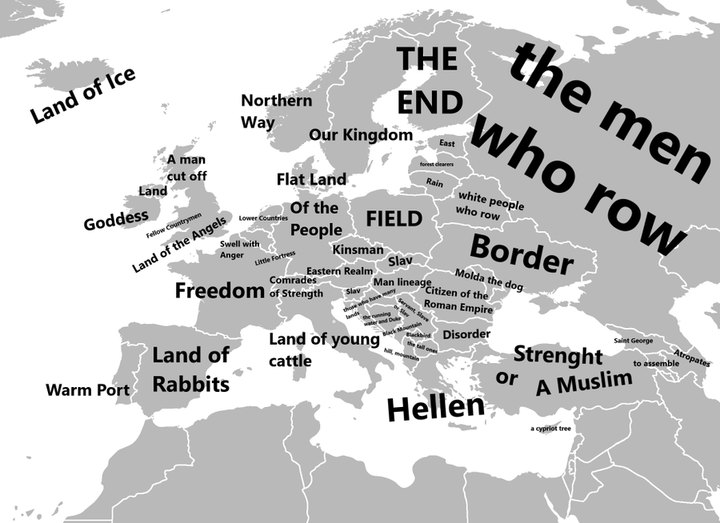 Land of Ice
Northern
Way
Our Kingdom
THE
END
the men
who row
East
forest clearers
Rain
white people
who row
A man
cut off
Land
Goddess
Fellow Countrymen
Land of the Angels
Flat Land
Lower Countries
Of the
People
FIELD
Swell with
Anger
Little Fortress
Kinsman
Slav
Border
Eastern Realm
Freedom
Comrades
of Strength
Slav
Man lineage
Molda the dog
Citizen of the
Roman Empire
those who have many
lands
Servant, Slave
or Slav
the running
water and Duke
Black Mountain
Blackbird
Disorder
the tall ones
hill, mountain
Land of young
cattle
Land of
Rabbits
Warm Port
Hellen
Strenght
or A Muslim
Saint George
Atropates
to assemble
a cypriot tree